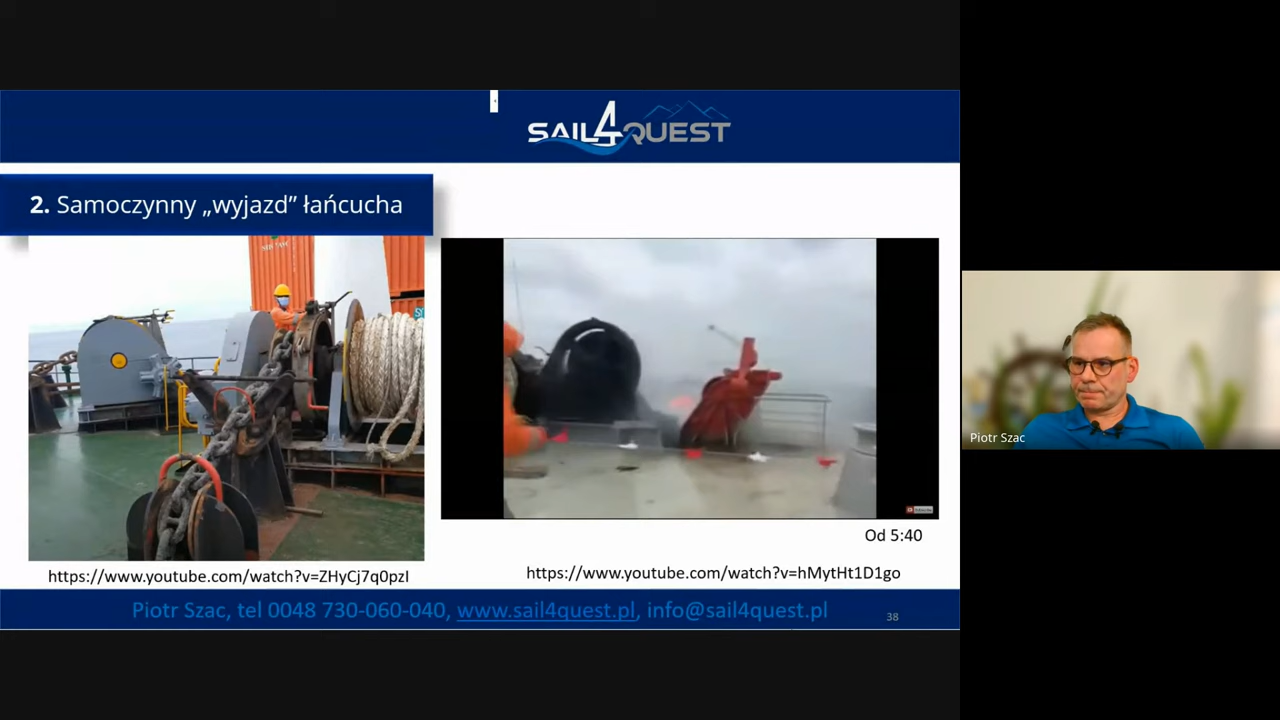 SAIL4QUEST
2. Samoczynny „wyjazd” łańcucha
Od 5:40
https://www.youtube.com/watch?v=ZHyCj7q0pzI
https://www.youtube.com/watch?v=hMytHt1D1go
Piotr Szac, tel 0048 730-060-040, www.sail4quest.pl, info@sail4quest.pl
38
Piotr Szac